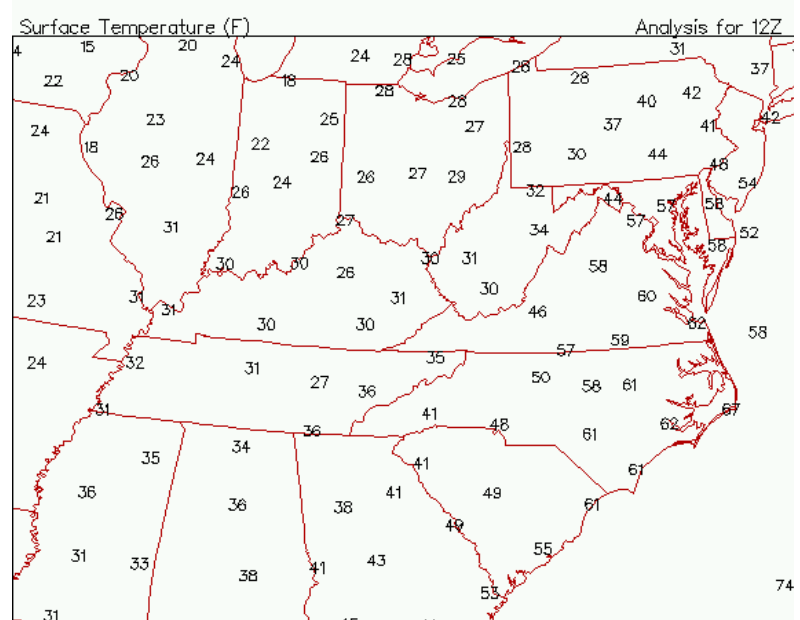 Surface Temperature (F) Analysis for 12Z
15 20 31
24 24 28 25 26 37
22 20 18 28 28 28 42
40
23 25 27 37 41 42
24 18 22 28
26 24 26 30 44 48
26 24 26 27 29 54
21 26 32 44 57 58
21 31 27 34 57 52
58
30 30 26 30 31 58
23 31 31 31 30 46 60
30 30 62 58
59
24 32 31 27 36 35 57
50 58 61
31 41 48 62 67
36 34 61
35 41 61
36 36 38 41 49 61
49
31 33 38 41 43 55
53 74
31